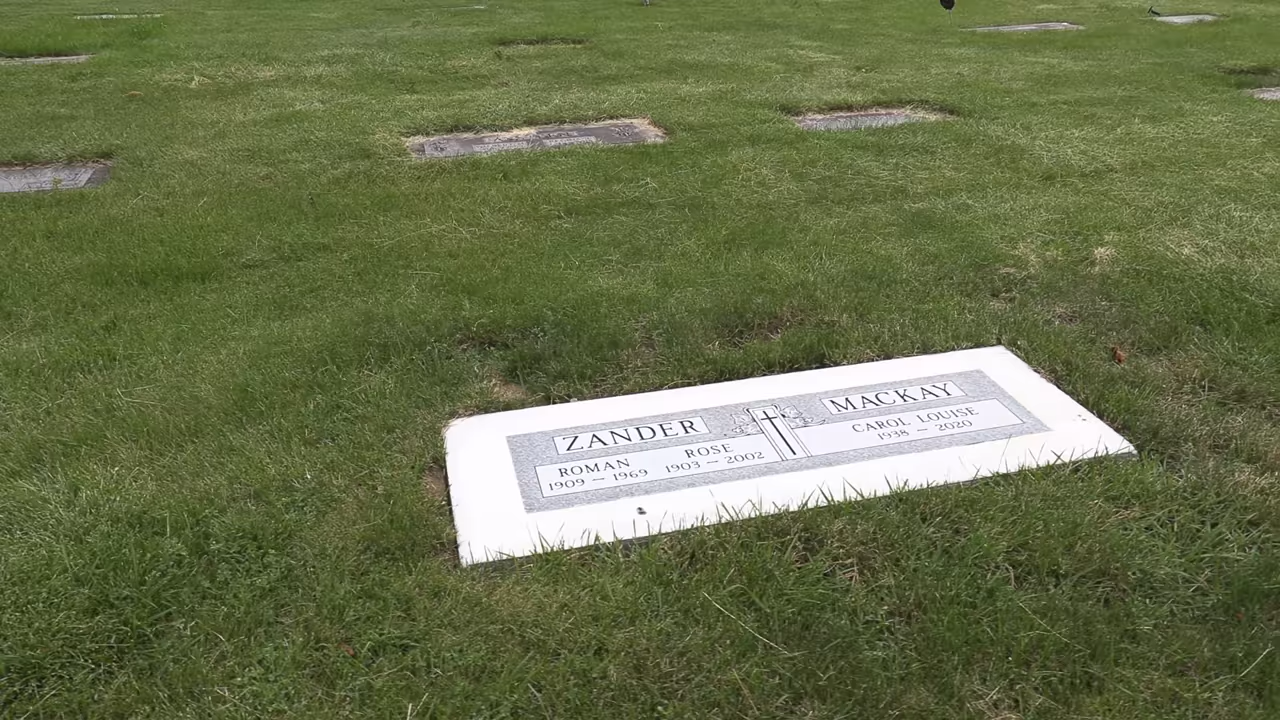 ZANDER
ROMAN ROSE
1909 – 1969 1903 – 2002
MACKAY
CAROL LOUISE
1938 – 2020